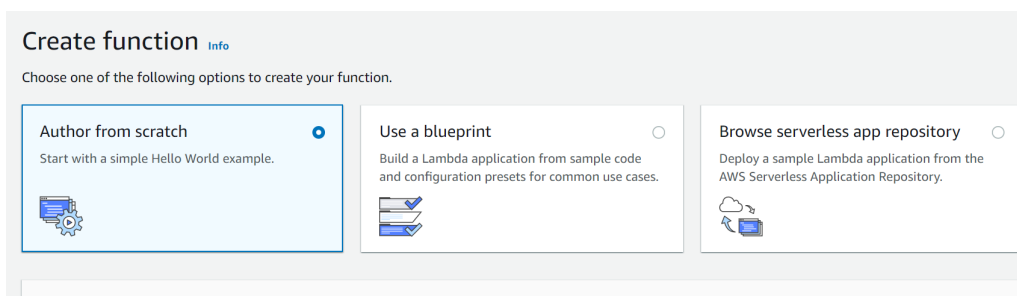 Create function Info
Choose one of the following options to create your function.
Author from scratch
Start with a simple Hello World example.
Use a blueprint
Build a Lambda application from sample code
and configuration presets for common use cases.
Browse serverless app repository
Deploy a sample Lambda application from the
AWS Serverless Application Repository.